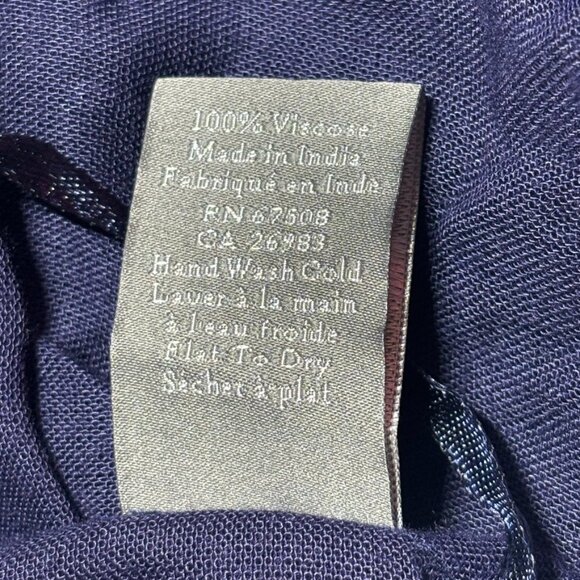 100% Viscose
Made in India
Fabriqué en Inde
RN 67508
CA 26983
Hand Wash Cold
Laver à la main
à l'eau froide
Flat To Dry
Sécher à plat